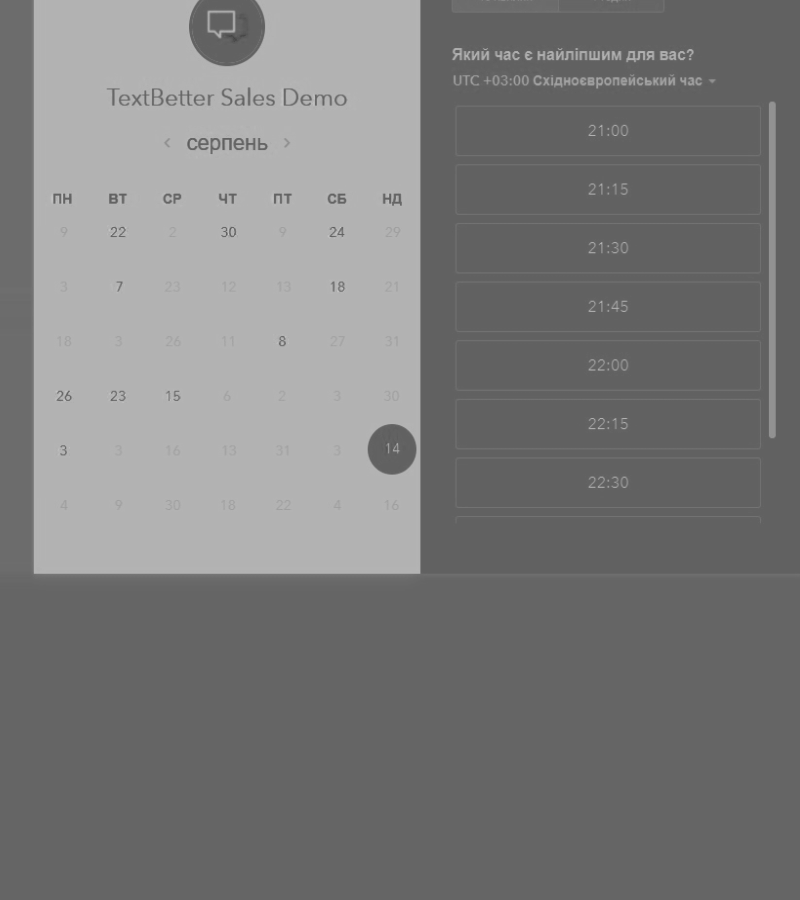 TextBetter Sales Demo
серпень
ПН ВТ СР ЧТ ПТ СБ НД
9 22 2 30 9 24 29
3 7 23 12 13 18 21
18 3 26 11 8 27 31
26 23 15 6 2 3 30
3 3 16 13 31 3 14
4 9 30 18 22 4 16
Який час є найліпшим для вас?
UTC +03:00 Східноєвропейський час
21:00
21:15
21:30
21:45
22:00
22:15
22:30